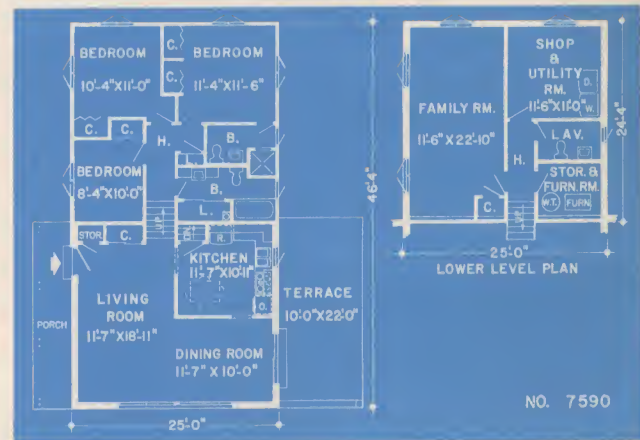 BEDROOM
10'-4"X11'-0"
C.
C.
BEDROOM
11'-4"X11'-6"
C.
C.
H.
B.
BEDROOM
8'-4"X10'-0"
B.
L.
UP
STOR.
C.
DN
R.
KITCHEN
11'-7"X10'-11"
O.
LIVING
ROOM
11'-7"X18'-11"
PORCH
DINING ROOM
11'-7" X 10'-0"
TERRACE
10'-0"X22'-0"
25'-0"
46'-4"
FAMILY RM.
11'-6"X22'-10"
SHOP
&
UTILITY
RM.
11'-6"X11'-0"
D.
W.
LAV.
H.
STOR. &
FURN. RM.
W.T.
FURN.
C.
UP
24'-4"
25'-0"
LOWER LEVEL PLAN
NO. 7590